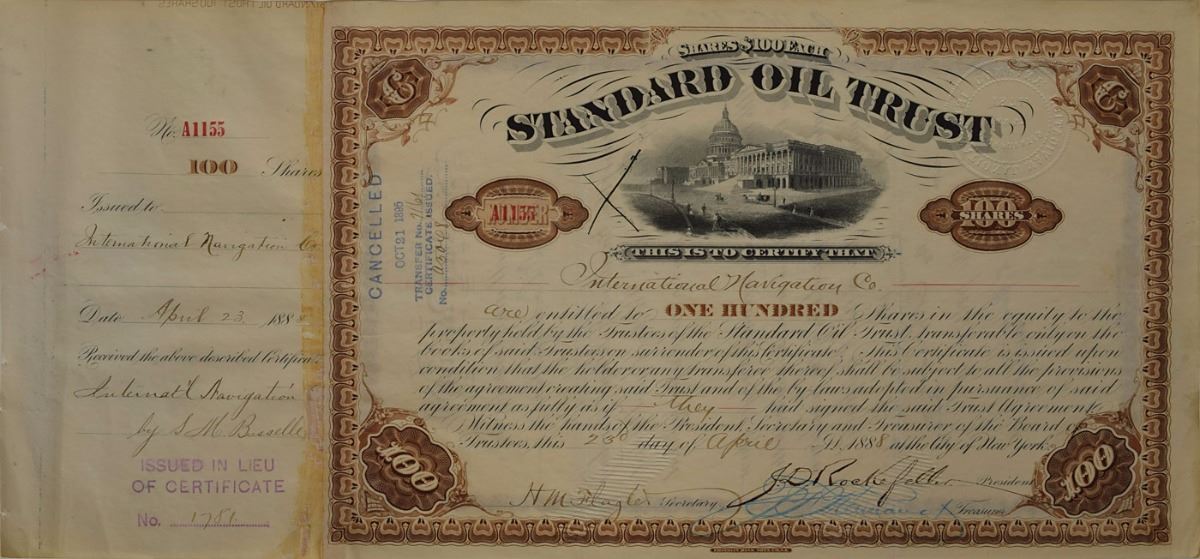 No. A1155
100 Shares
Issued to
International Navigation Co
Date April 23, 1888
Received the above described Certificate
Internat'l Navigation
by S M
ISSUED IN LIEU
OF CERTIFICATE
No.
CANCELLED
OCT 21 1895
TRANSFER No.
CERTIFICATE ISSUED.
No.
SHARES $100 EACH
STANDARD OIL TRUST
A1155
100
SHARES
THIS IS TO CERTIFY THAT
International Navigation Co.
are entitled to ONE HUNDRED Shares in the equity to the
property held by the Trustees of the Standard Oil Trust, transferable only on the
books of said Trustees on surrender of this Certificate. This Certificate is issued upon
condition that the holder or any transferee thereof shall be subject to all the provisions
of the agreement creating said Trust and of the by-laws adopted in pursuance of said
agreement as fully as if they had signed the said Trust Agreement.
Witness the hands of the President, Secretary and Treasurer of the Board of
Trustees, this 23d day of April 1888 at the City of New York.
J D Rockefeller President
H M Flagler Secretary
Treasurer
100
100